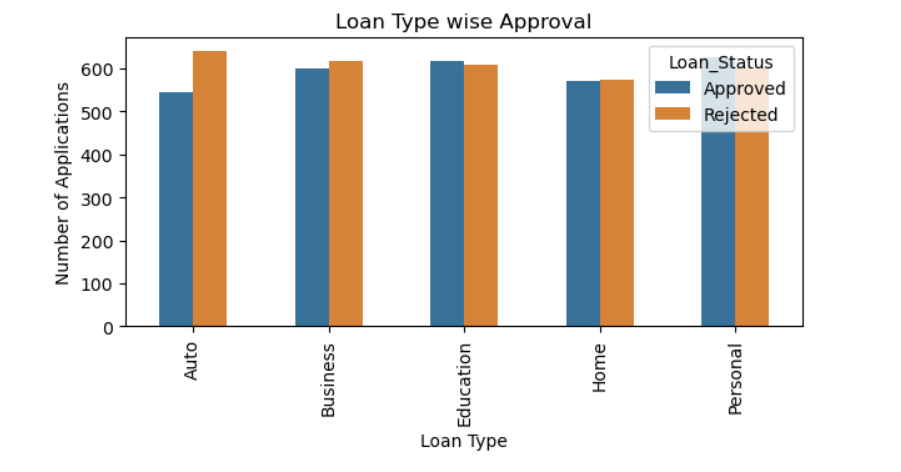 Loan Type wise Approval
Number of Applications
600
500
400
300
200
100
0
Loan_Status
Approved
Rejected
Auto
Business
Education
Home
Personal
Loan Type